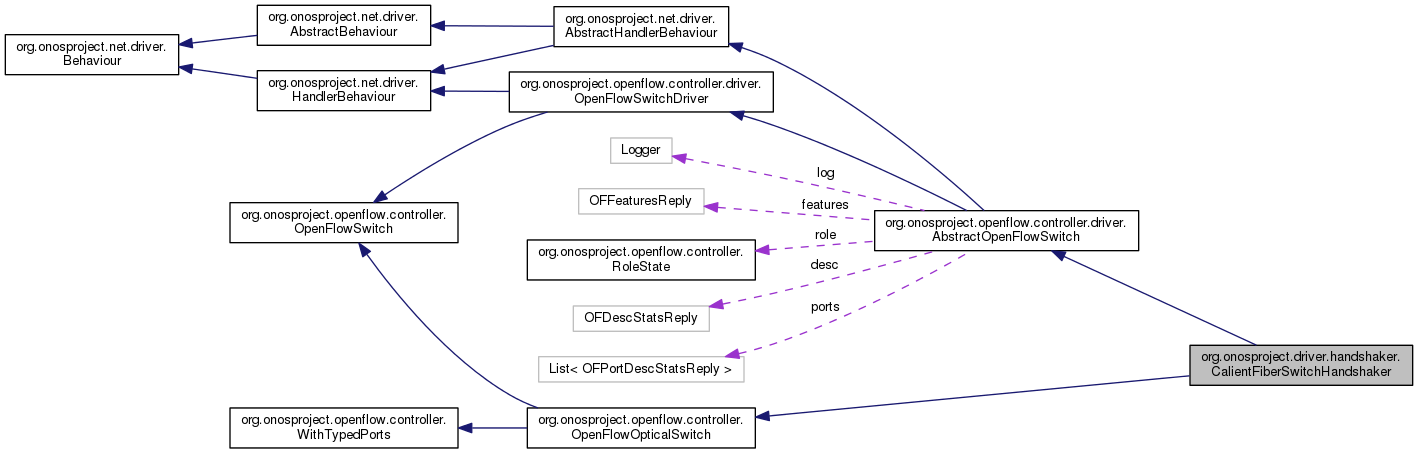 org.onosproject.net.driver.
Behaviour
org.onosproject.net.driver.
AbstractBehaviour
org.onosproject.net.driver.
HandlerBehaviour
org.onosproject.net.driver.
AbstractHandlerBehaviour
org.onosproject.openflow.controller.driver.
OpenFlowSwitchDriver
Logger
log
OFFeaturesReply
features
org.onosproject.openflow.controller.
OpenFlowSwitch
org.onosproject.openflow.controller.
RoleState
role
org.onosproject.openflow.controller.driver.
AbstractOpenFlowSwitch
desc
OFDescStatsReply
ports
List< OFPortDescStatsReply >
org.onosproject.driver.handshaker.
CalientFiberSwitchHandshaker
org.onosproject.openflow.controller.
WithTypedPorts
org.onosproject.openflow.controller.
OpenFlowOpticalSwitch